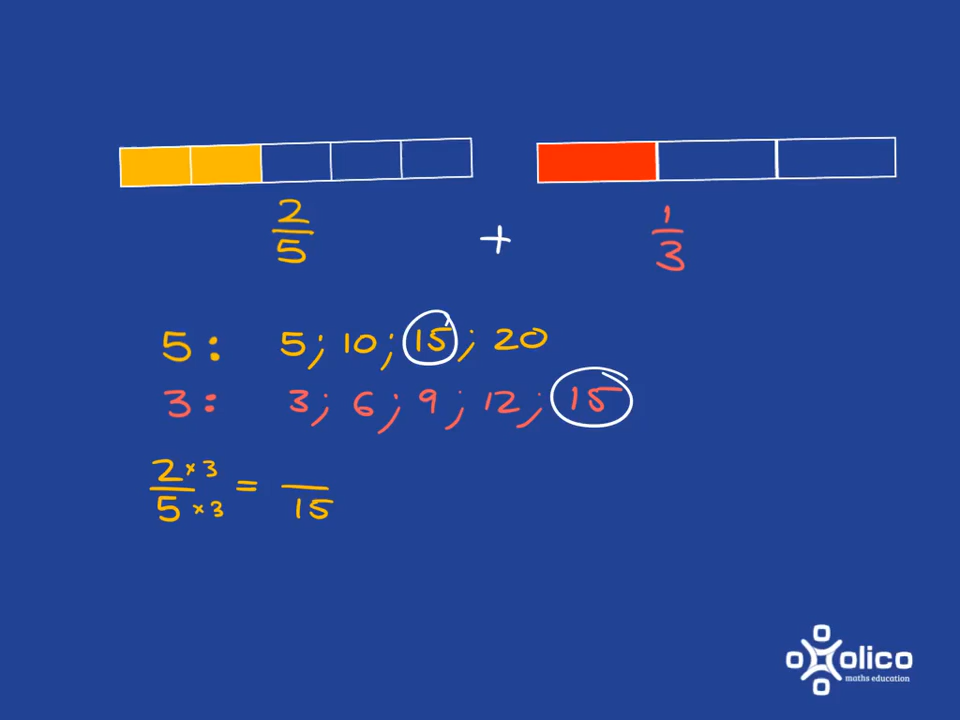 2/5 + 1/3
5: 5; 10; 15; 20
3: 3; 6; 9; 12; 15
2 × 3 / 5 × 3 = /15
olico
maths education